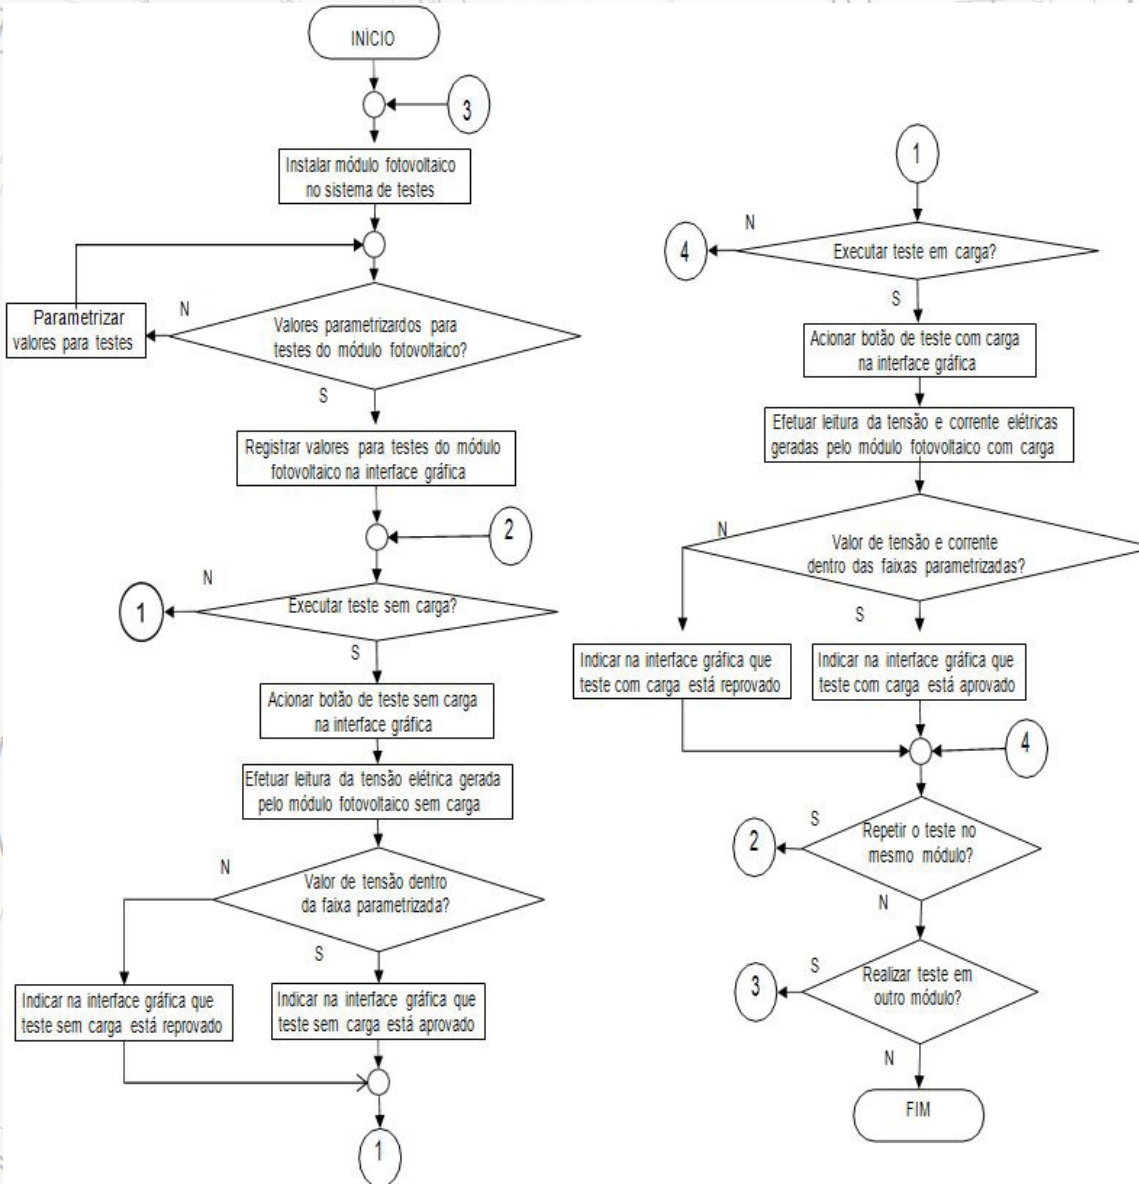 INÍCIO
3
Instalar módulo fotovoltaico
no sistema de testes
N
Parametrizar
valores para testes
Valores parametrizardos para
testes do módulo fotovoltaico?
S
Registrar valores para testes do módulo
fotovoltaico na interface gráfica
2
N
1
Executar teste sem carga?
S
Acionar botão de teste sem carga
na interface gráfica
Efetuar leitura da tensão elétrica gerada
pelo módulo fotovoltaico sem carga
N
Valor de tensão dentro
da faixa parametrizada?
S
Indicar na interface gráfica que
teste sem carga está reprovado
Indicar na interface gráfica que
teste sem carga está aprovado
1
1
N
4
Executar teste em carga?
S
Acionar botão de teste com carga
na interface gráfica
Efetuar leitura da tensão e corrente elétricas
geradas pelo módulo fotovoltaico com carga
N
Valor de tensão e corrente
dentro das faixas parametrizadas?
S
Indicar na interface gráfica que
teste com carga está reprovado
Indicar na interface gráfica que
teste com carga está aprovado
4
S
2
Repetir o teste no
mesmo módulo?
N
S
3
Realizar teste em
outro módulo?
N
FIM